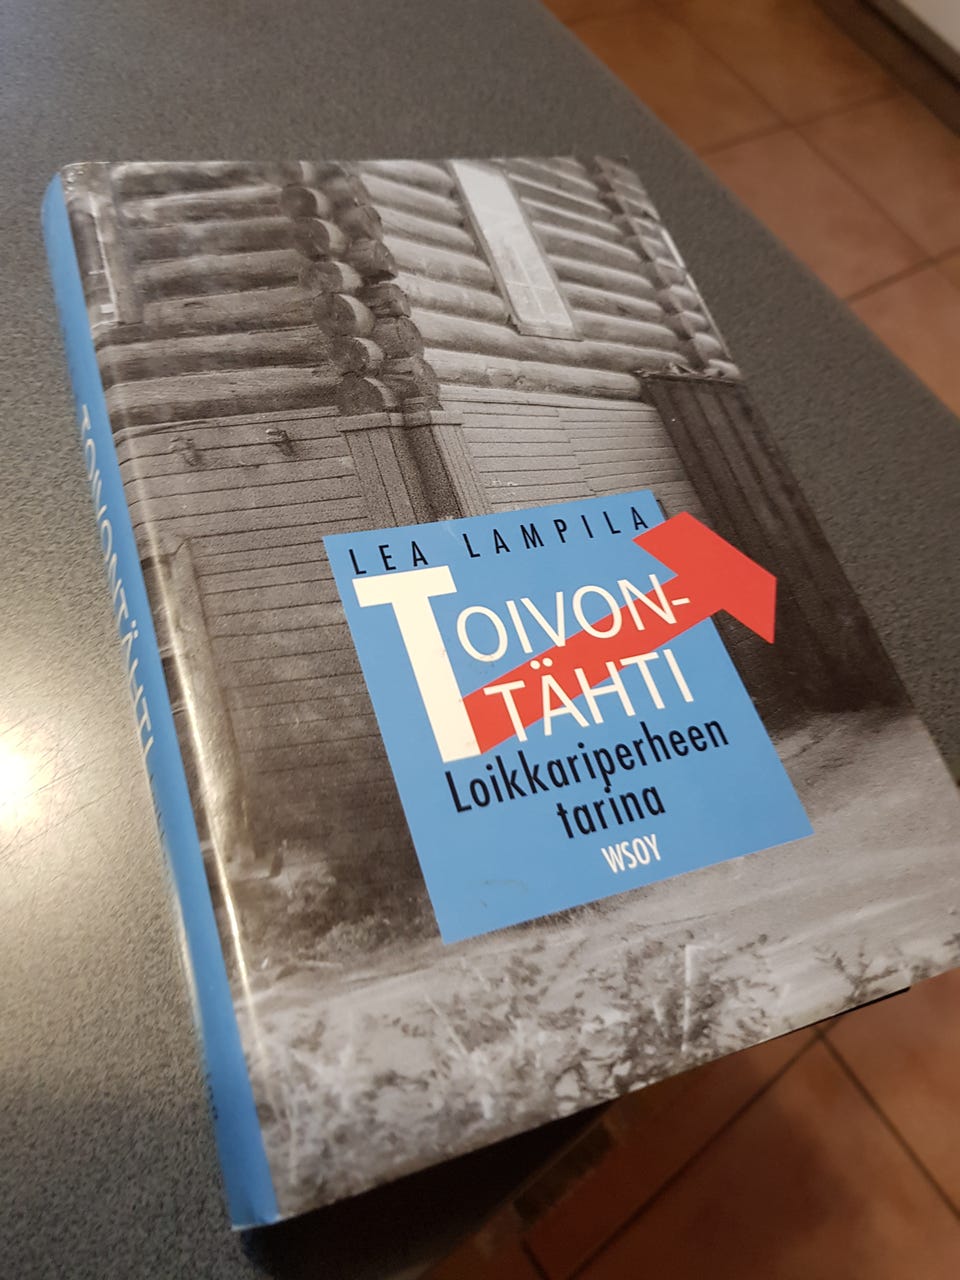 LEA LAMPILA
TOIVON-
TÄHTI
Loikkariperheen
tarina
WSOY
TOIVONTÄHTI